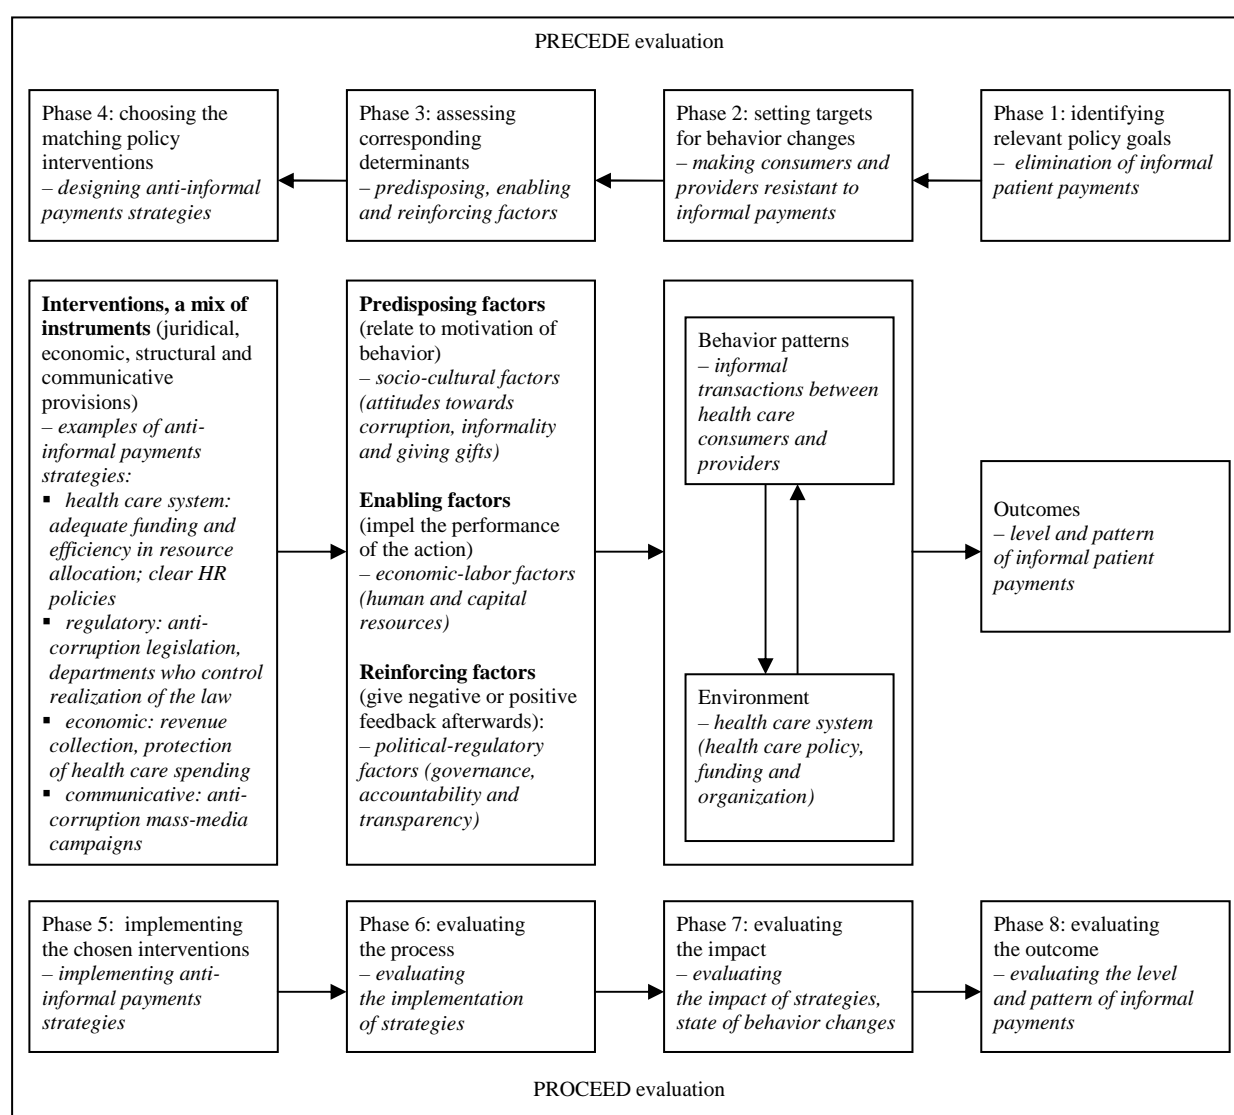 PRECEDE evaluation
Phase 4: choosing the
matching policy
interventions
– designing anti-informal
payments strategies
Phase 3: assessing
corresponding
determinants
– predisposing, enabling
and reinforcing factors
Phase 2: setting targets
for behavior changes
– making consumers and
providers resistant to
informal payments
Phase 1: identifying
relevant policy goals
– elimination of informal
patient payments
Interventions, a mix of
instruments (juridical,
economic, structural and
communicative
provisions)
– examples of anti-
informal payments
strategies:
▪ health care system:
adequate funding and
efficiency in resource
allocation; clear HR
policies
▪ regulatory: anti-
corruption legislation,
departments who control
realization of the law
▪ economic: revenue
collection, protection
of health care spending
▪ communicative: anti-
corruption mass-media
campaigns
Predisposing factors
(relate to motivation of
behavior)
– socio-cultural factors
(attitudes towards
corruption, informality
and giving gifts)
Enabling factors
(impel the performance
of the action)
– economic-labor factors
(human and capital
resources)
Reinforcing factors
(give negative or positive
feedback afterwards):
– political-regulatory
factors (governance,
accountability and
transparency)
Behavior patterns
– informal
transactions between
health care
consumers and
providers
Environment
– health care system
(health care policy,
funding and
organization)
Outcomes
– level and pattern
of informal patient
payments
Phase 5: implementing
the chosen interventions
– implementing anti-
informal payments
strategies
Phase 6: evaluating
the process
– evaluating
the implementation
of strategies
Phase 7: evaluating
the impact
– evaluating
the impact of strategies,
state of behavior changes
Phase 8: evaluating
the outcome
– evaluating the level
and pattern of informal
payments
PROCEED evaluation